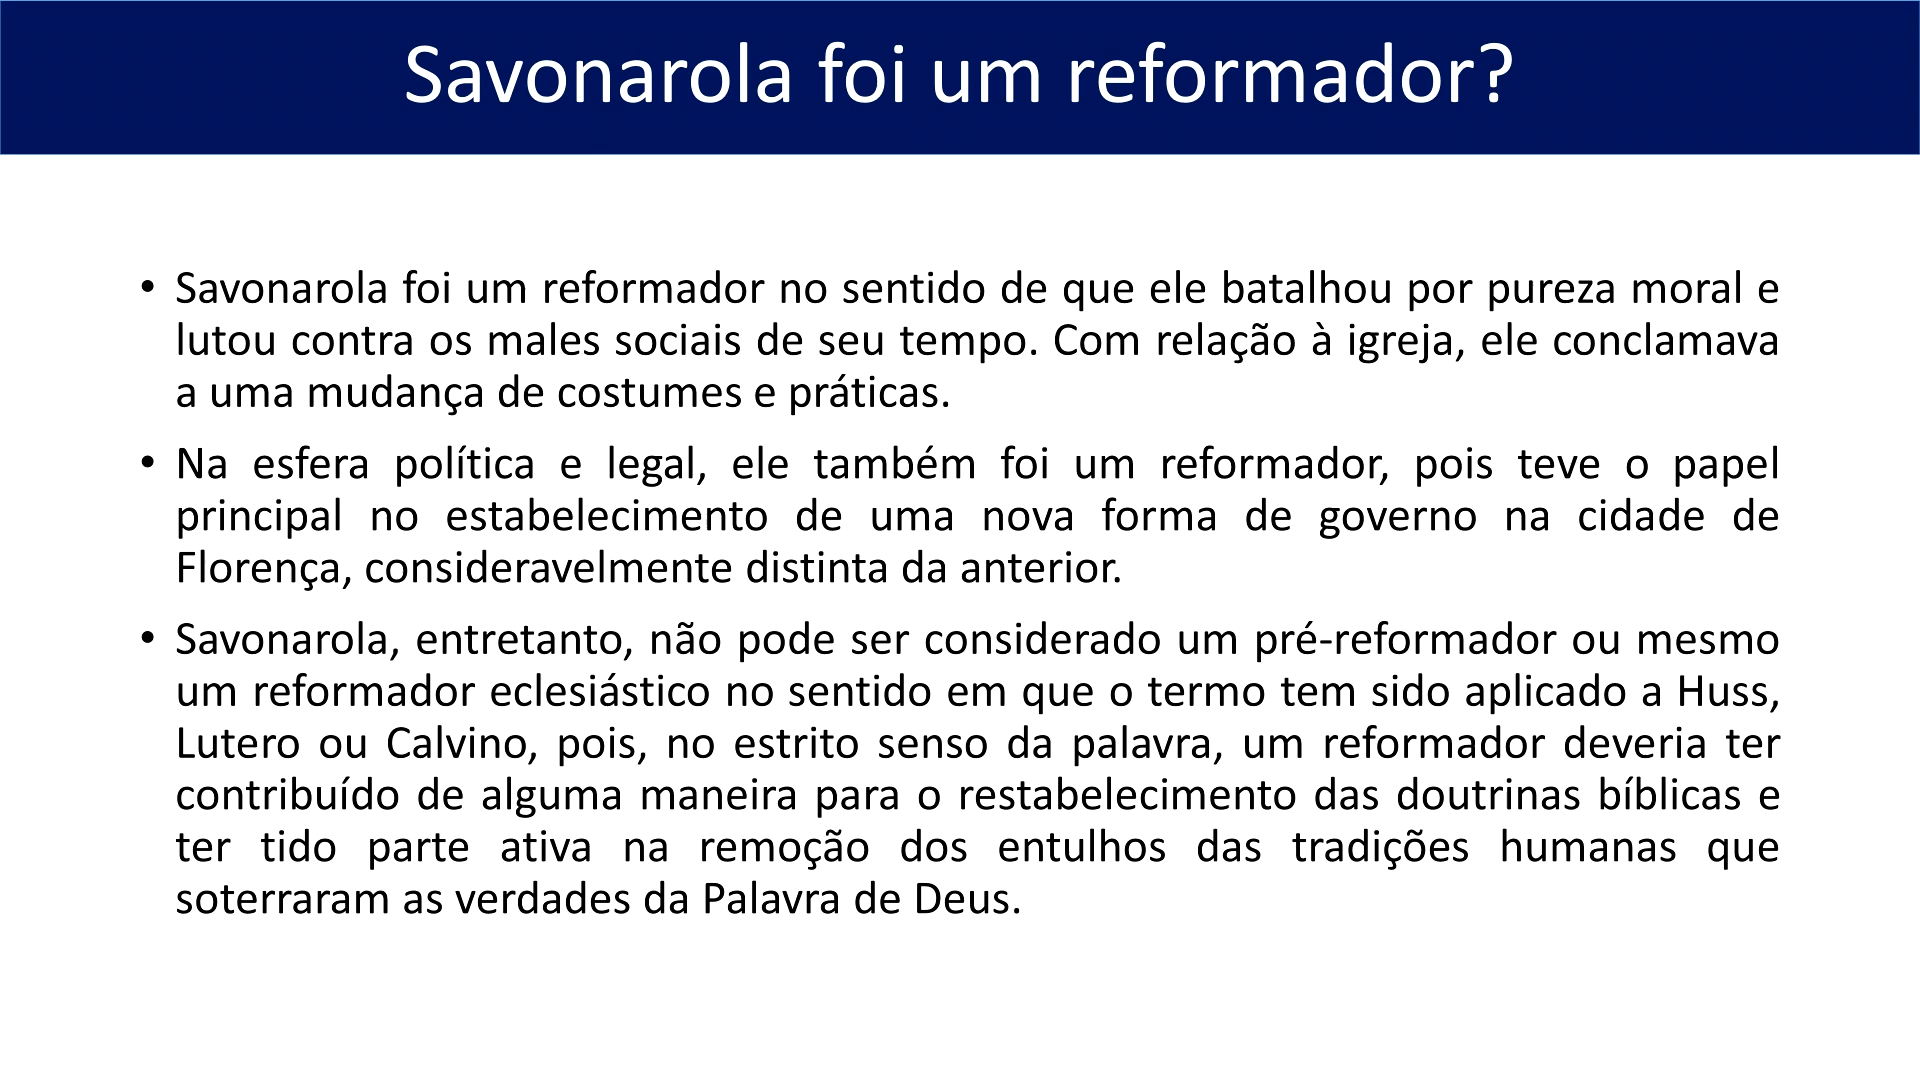 Savonarola foi um reformador?
• Savonarola foi um reformador no sentido de que ele batalhou por pureza moral e
lutou contra os males sociais de seu tempo. Com relação à igreja, ele conclamava
a uma mudança de costumes e práticas.
• Na esfera política e legal, ele também foi um reformador, pois teve o papel
principal no estabelecimento de uma nova forma de governo na cidade de
Florença, consideravelmente distinta da anterior.
• Savonarola, entretanto, não pode ser considerado um pré-reformador ou mesmo
um reformador eclesiástico no sentido em que o termo tem sido aplicado a Huss,
Lutero ou Calvino, pois, no estrito senso da palavra, um reformador deveria ter
contribuído de alguma maneira para o restabelecimento das doutrinas bíblicas e
ter tido parte ativa na remoção dos entulhos das tradições humanas que
soterraram as verdades da Palavra de Deus.